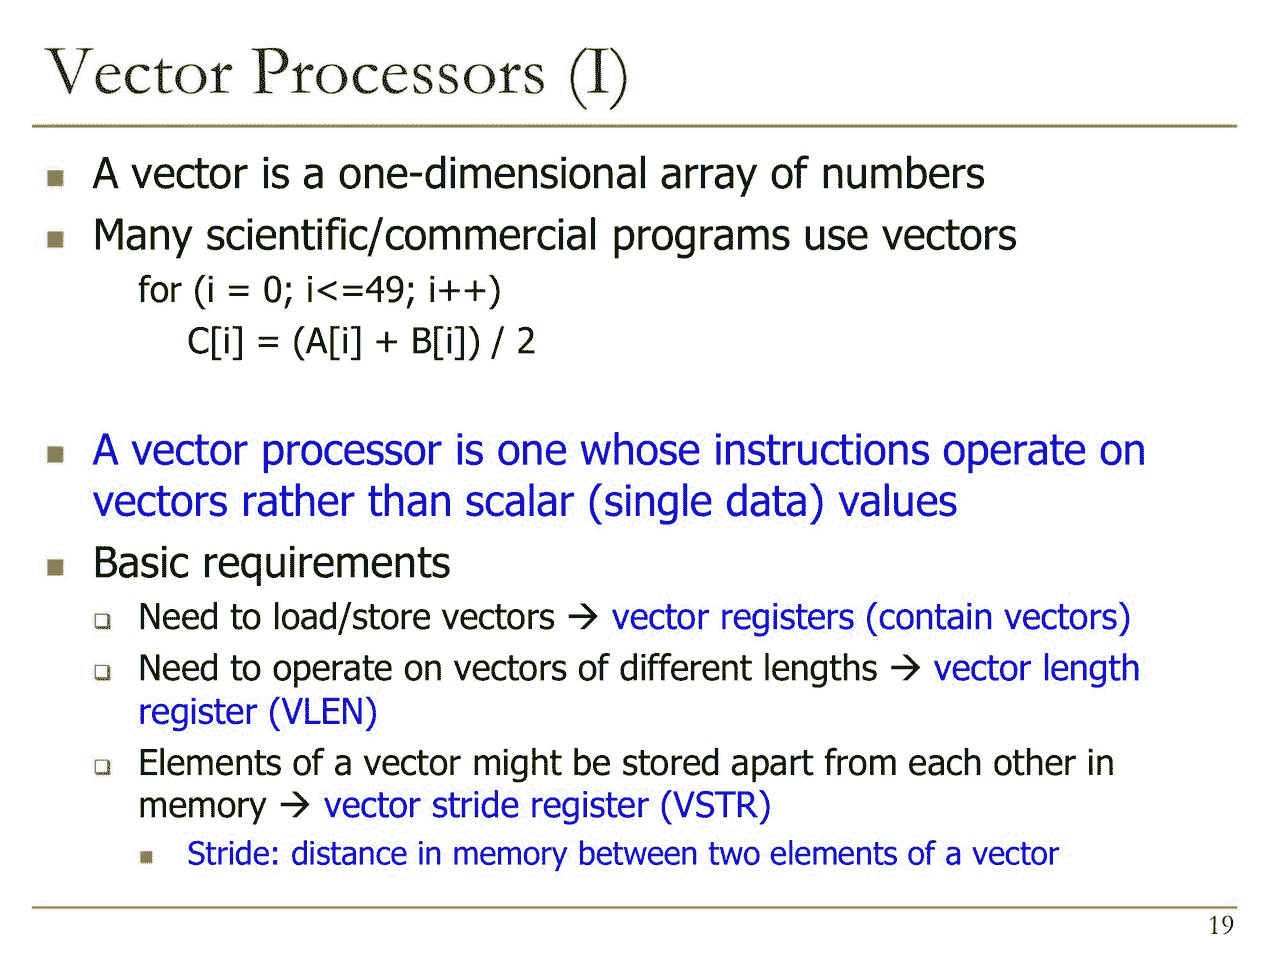 Vector Processors (I)
A vector is a one-dimensional array of numbers
Many scientific/commercial programs use vectors
for (i = 0; i<=49; i++)
C[i] = (A[i] + B[i]) / 2
A vector processor is one whose instructions operate on
vectors rather than scalar (single data) values
Basic requirements
Need to load/store vectors → vector registers (contain vectors)
Need to operate on vectors of different lengths → vector length
register (VLEN)
Elements of a vector might be stored apart from each other in
memory → vector stride register (VSTR)
Stride: distance in memory between two elements of a vector
19